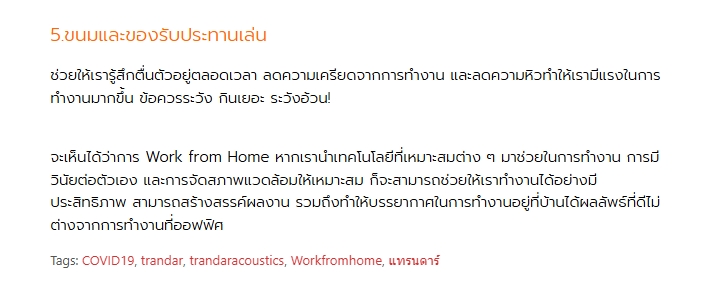 5.ขนมและของรับประทานเล่น
ช่วยให้เรารู้สึกตื่นตัวอยู่ตลอดเวลา ลดความเครียดจากการทำงาน และลดความหิวทำให้เรามีแรงในการ
ทำงานมากขึ้น ข้อควรระวัง กินเยอะ ระวังอ้วน!
จะเห็นได้ว่าการ Work from Home หากเรานำเทคโนโลยีที่เหมาะสมต่าง ๆ มาช่วยในการทำงาน การมี
วินัยต่อตัวเอง และการจัดสภาพแวดล้อมให้เหมาะสม ก็จะสามารถช่วยให้เราทำงานได้อย่างมี
ประสิทธิภาพ สามารถสร้างสรรค์ผลงาน รวมถึงทำให้บรรยากาศในการทำงานอยู่ที่บ้านได้ผลลัพธ์ที่ดีไม่
ต่างจากการทำงานที่ออฟฟิศ
Tags: COVID19, trandar, trandaracoustics, Workfromhome, แทรนดาร์